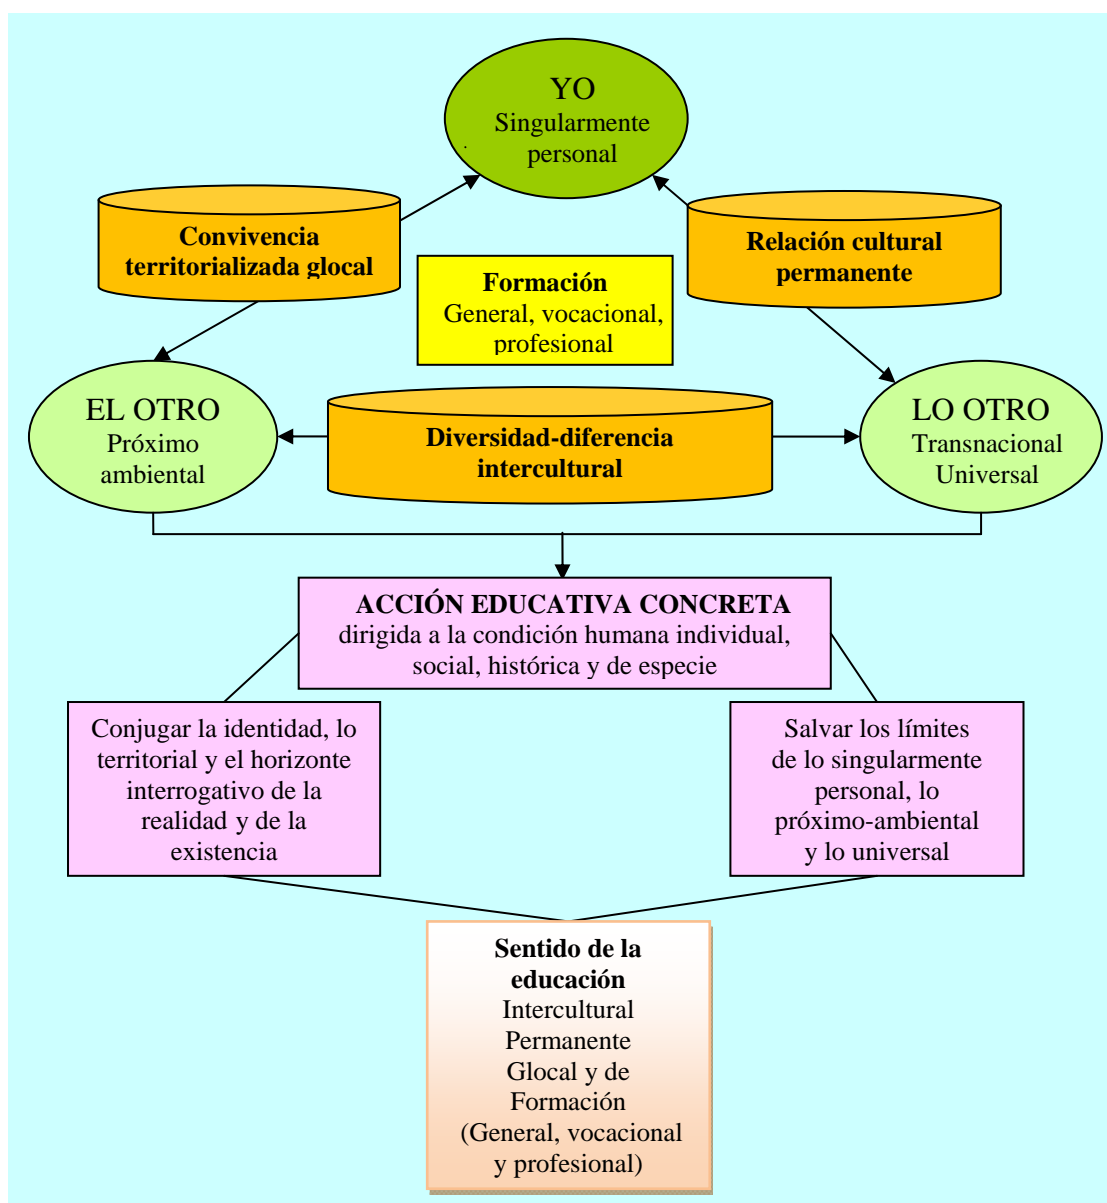 YO
Singularmente
personal
Convivencia
territorializada glocal
Relación cultural
permanente
Formación
General, vocacional,
profesional
EL OTRO
Próximo
ambiental
Diversidad-diferencia
intercultural
LO OTRO
Transnacional
Universal
ACCIÓN EDUCATIVA CONCRETA
dirigida a la condición humana individual,
social, histórica y de especie
Conjugar la identidad, lo
territorial y el horizonte
interrogativo de la
realidad y de la
existencia
Salvar los límites
de lo singularmente
personal, lo
próximo-ambiental
y lo universal
Sentido de la
educación
Intercultural
Permanente
Glocal y de
Formación
(General, vocacional
y profesional)